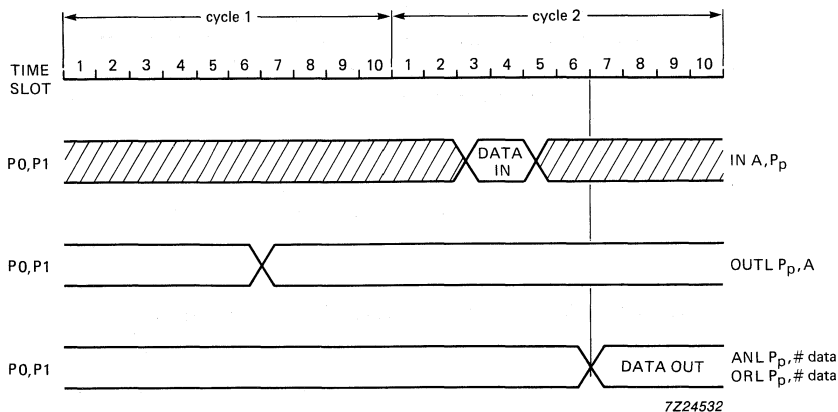 cycle 1 cycle 2
TIME SLOT 1 2 3 4 5 6 7 8 9 10 1 2 3 4 5 6 7 8 9 10
P0,P1 DATA IN IN A,Pp
P0,P1 OUTL Pp,A
P0,P1 DATA OUT ANL Pp,# data
ORL Pp,# data
7Z24532